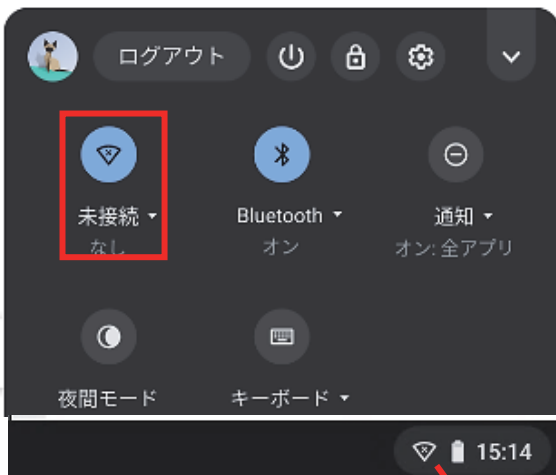 ログアウト
未接続
なし
Bluetooth
オン
通知
オン: 全アプリ
夜間モード
キーボード
15:14